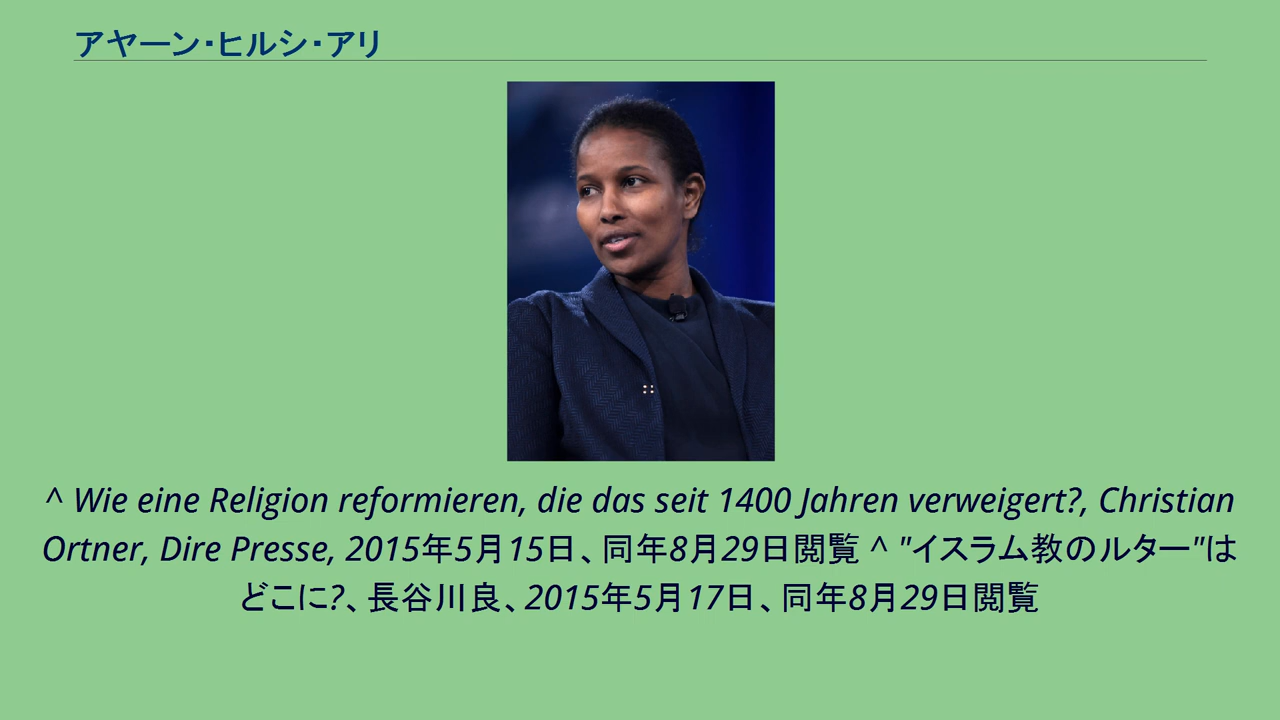 アヤーン・ヒルシ・アリ
^ Wie eine Religion reformieren, die das seit 1400 Jahren verweigert?, Christian
Ortner, Dire Presse, 2015年5月15日、同年8月29日閲覧 ^ "イスラム教のルター"は
どこに?、長谷川良、2015年5月17日、同年8月29日閲覧